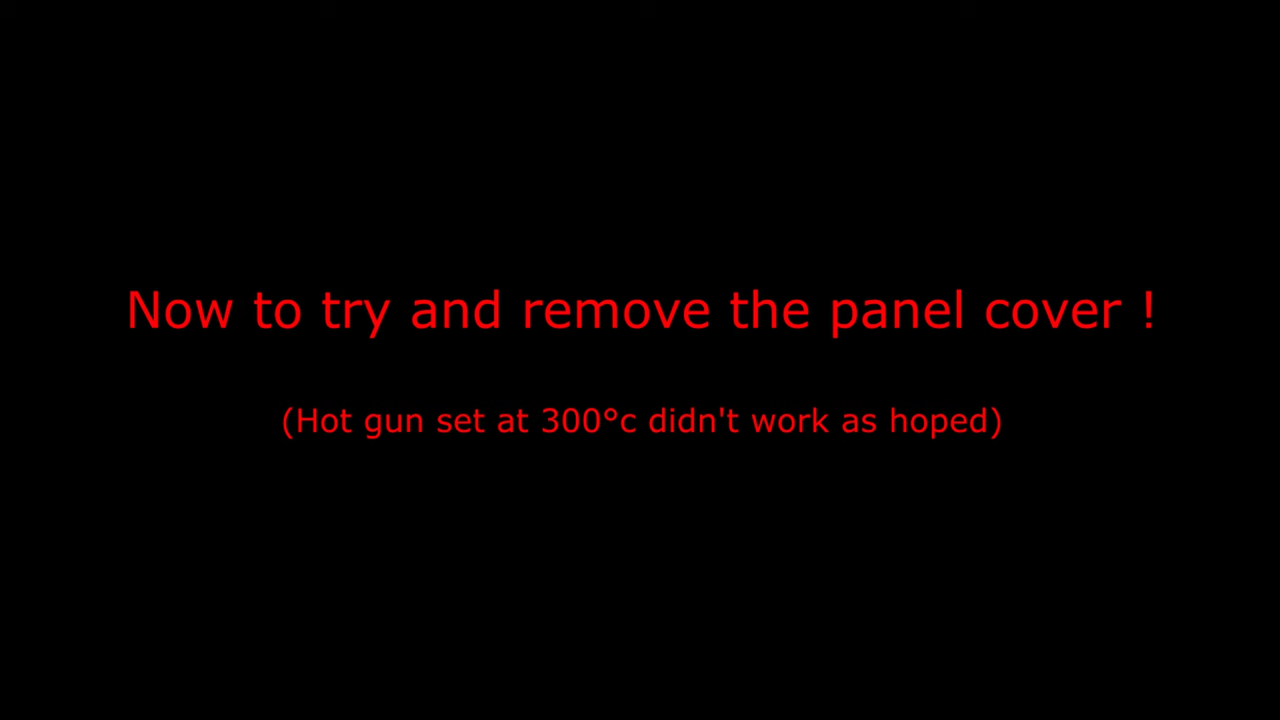 Now to try and remove the panel cover !
(Hot gun set at 300°c didn't work as hoped)